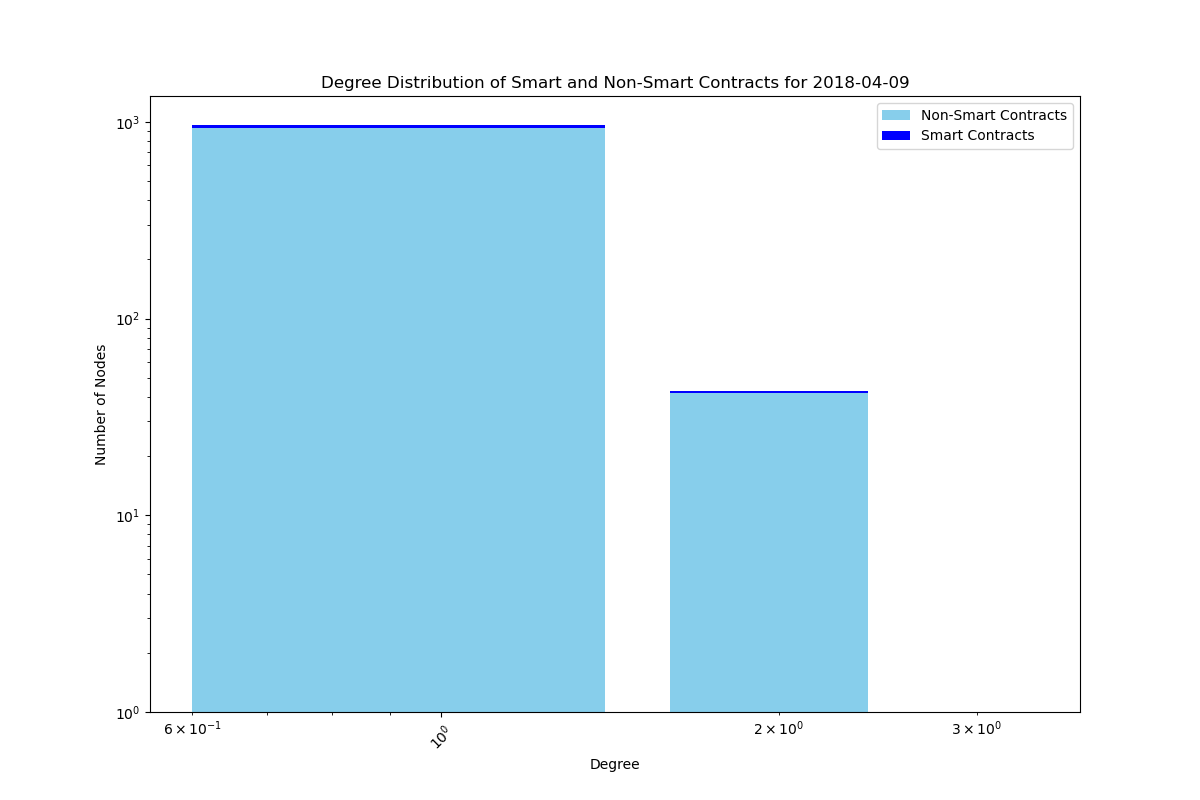 Degree Distribution of Smart and Non-Smart Contracts for 2018-04-09
Non-Smart Contracts
Smart Contracts
Number of Nodes
10³
10²
10¹
10⁰
6 × 10⁻¹
10⁰
2 × 10⁰
3 × 10⁰
Degree